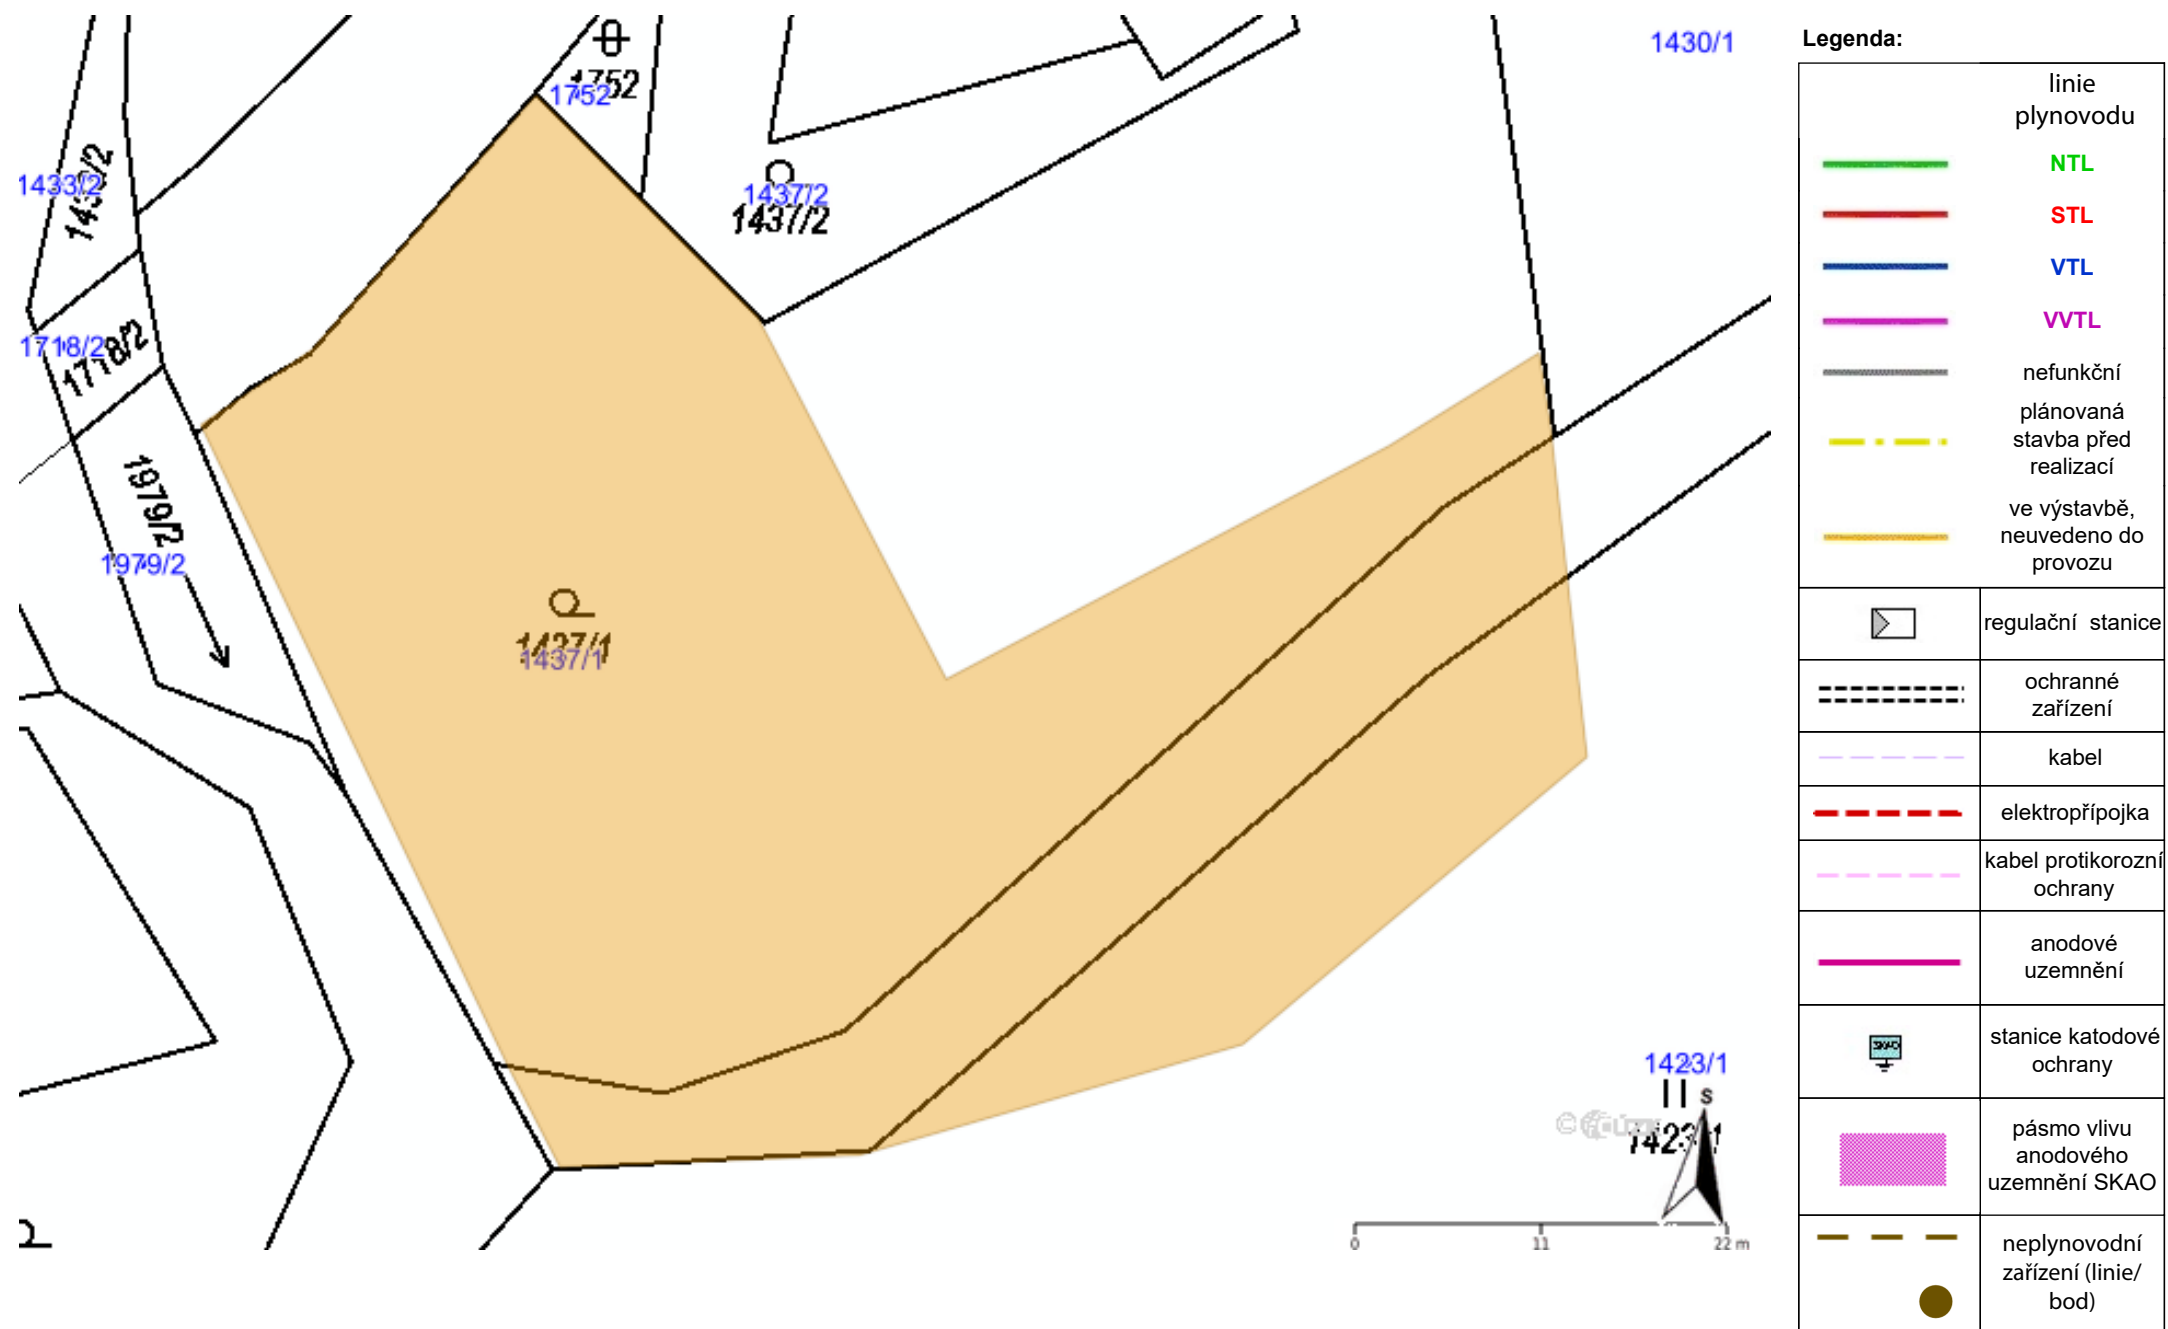 1430/1
1752
1752
1433/2
1437/2
1437/2
1718/2
1718/2
1979/2
1979/2
1437/1
1437/1
1423/1
S
1423/1
0
11
22 m
Legenda:
linie
plynovodu
NTL
STL
VTL
VVTL
nefunkční
plánovaná
stavba před
realizací
ve výstavbě,
neuvedeno do
provozu
regulační stanice
ochranné
zařízení
kabel
elektropřípojka
kabel protikorozní
ochrany
anodové
uzemnění
SKAO
stanice katodové
ochrany
pásmo vlivu
anodového
uzemnění SKAO
neplynovodní
zařízení (linie/
bod)